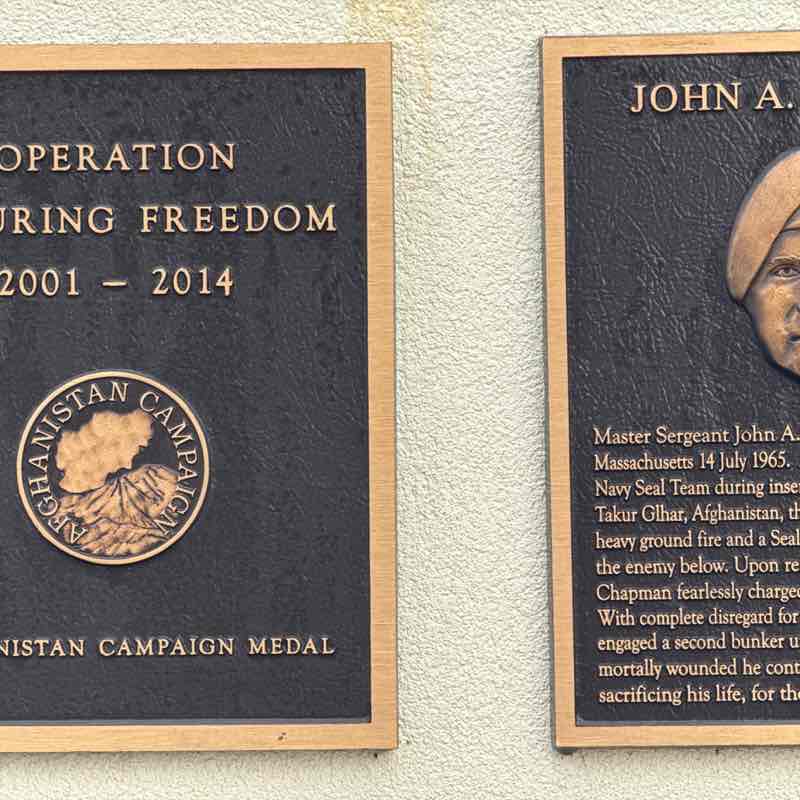 OPERATION
URING FREEDOM
2001 – 2014
AFGHANISTAN CAMPAIGN
NISTAN CAMPAIGN MEDAL
JOHN A.
Master Sergeant John A.
Massachusetts 14 July 1965.
Navy Seal Team during inse
Takur Glhar, Afghanistan, th
heavy ground fire and a Seal
the enemy below. Upon re
Chapman fearlessly charged
With complete disregard for
engaged a second bunker u
mortally wounded he cont
sacrificing his life, for the